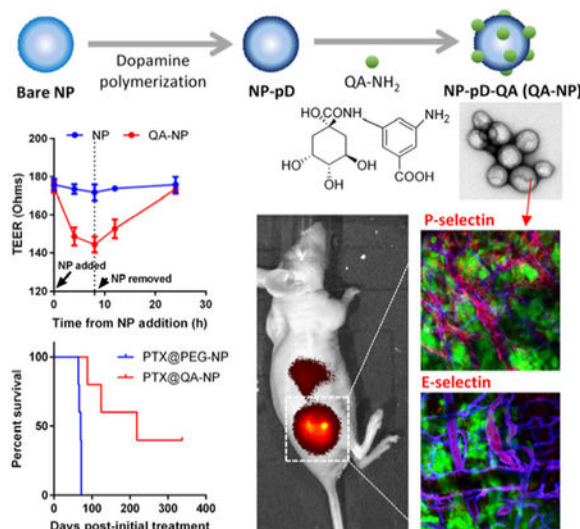 Bare NP
Dopamine
polymerization
NP-pD
QA-NH₂
NP-pD-QA (QA-NP)
CO₂HCONH
NH₂
HO
OH
OH
COOH
NP
QA-NP
TEER (Ohms)
200
180
160
140
120
NP added
NP removed
0
10
20
30
Time from NP addition (h)
PTX@PEG-NP
PTX@QA-NP
Percent survival
100
50
0
0
100
200
300
400
Days post-initial treatment
P-selectin
E-selectin